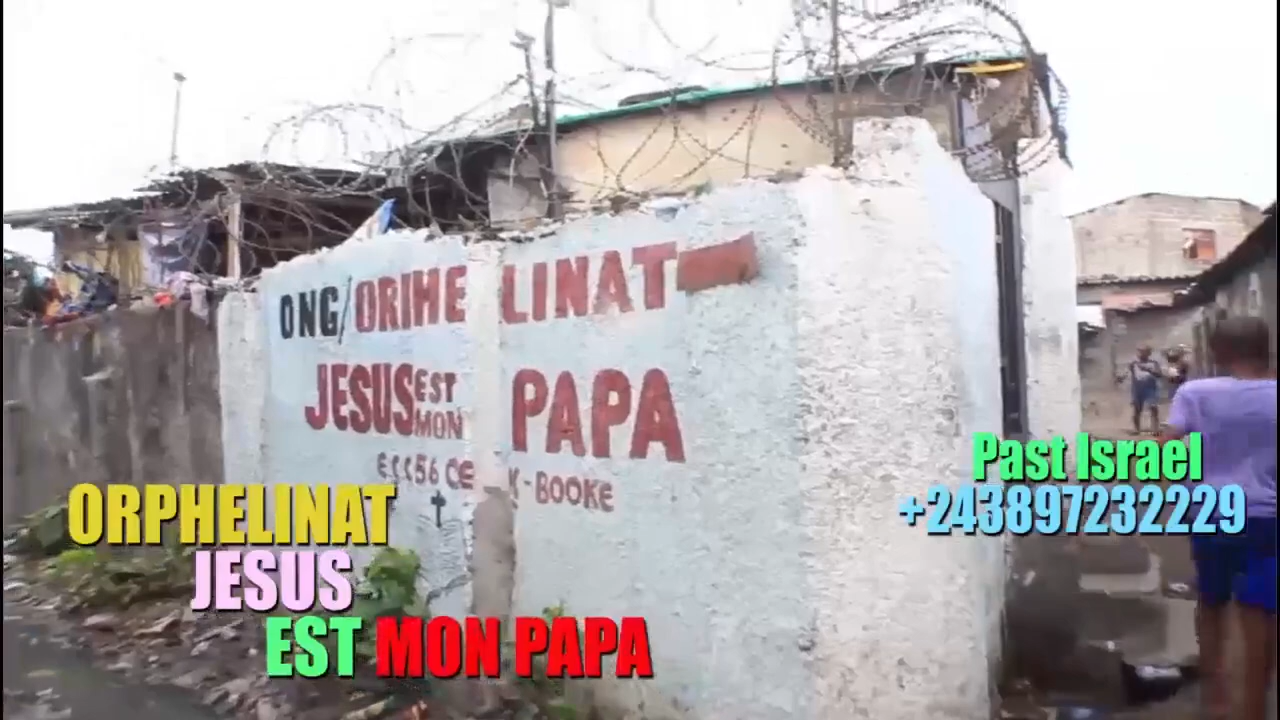 ONG/ORIHE LINAT
JESUS EST MON PAPA
K-BOOKE
ORPHELINAT
JESUS
EST MON PAPA
Past Israel
+243897232229